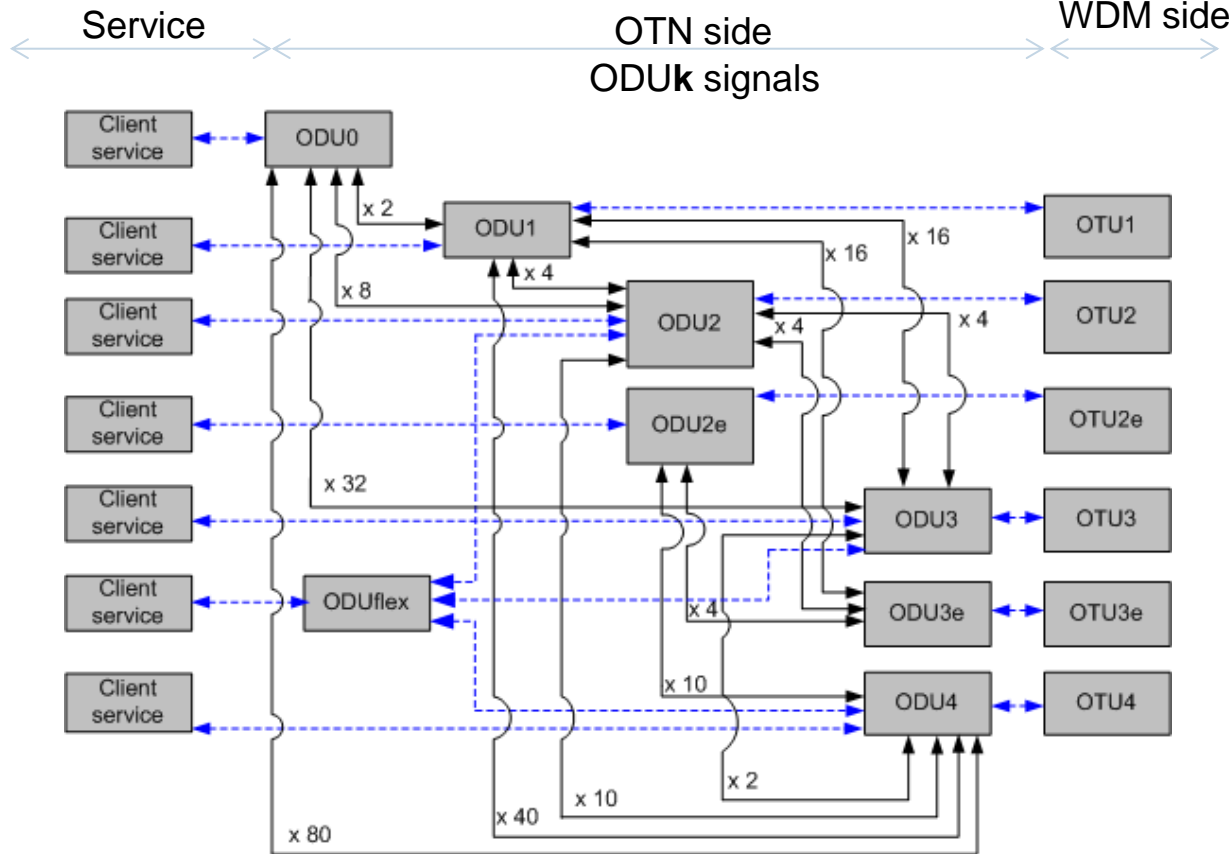 Service
OTN side
WDM side
ODUk signals
Client
service
ODU0
x 2
Client
service
ODU1
x 16
x 16
OTU1
x 4
x 8
Client
service
ODU2
x 4
x 4
OTU2
Client
service
ODU2e
OTU2e
x 32
Client
service
ODU3
OTU3
Client
service
ODUflex
x 4
ODU3e
OTU3e
Client
service
x 10
ODU4
OTU4
x 2
x 10
x 40
x 80